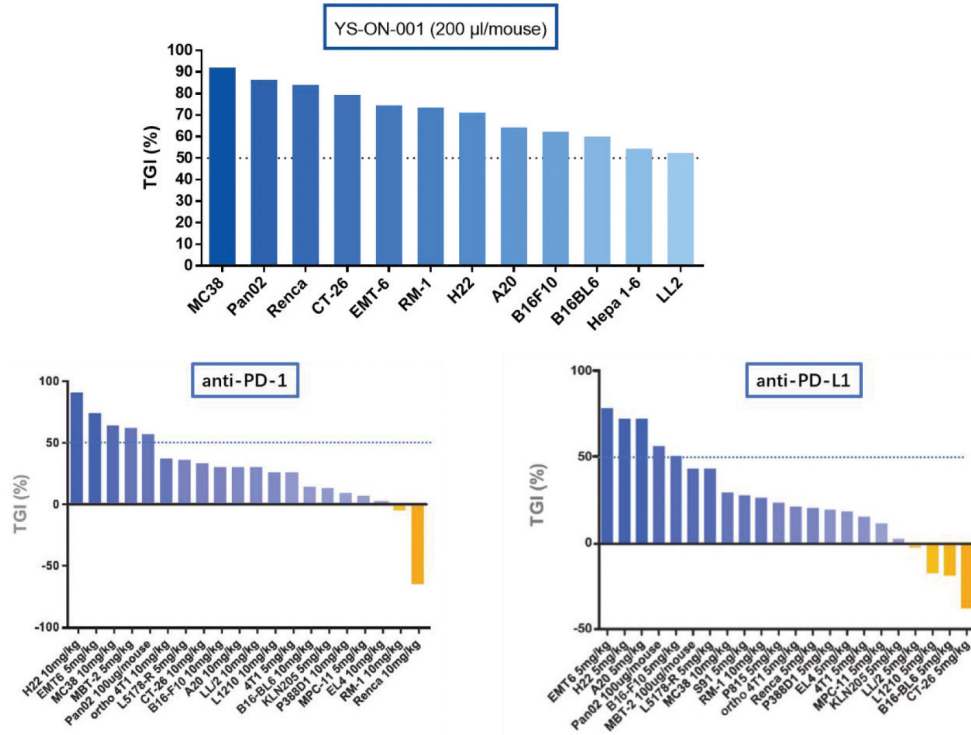 YS-ON-001 (200 µl/mouse)
TGI (%)
100
90
80
70
60
50
40
30
20
10
0
MC38
Pan02
Renca
CT-26
EMT-6
RM-1
H22
A20
B16F10
B16BL6
Hepa 1-6
LL2
anti-PD-1
TGI (%)
100
50
0
-50
-100
H22 10mg/kg
EMT6 5mg/kg
MC38 10mg/kg
MBT-2 5mg/kg
Pan02 100ug/mouse
ortho 4T1 10mg/kg
L5178-R 5mg/kg
CT-26 10mg/kg
B16-F10 10mg/kg
A20 10mg/kg
LL/2 10mg/kg
L1210 10mg/kg
4T1 5mg/kg
B16-BL6 10mg/kg
KLN205 5mg/kg
P388D1 10mg/kg
MPC-11 5mg/kg
EL4 10mg/kg
RM-1 10mg/kg
Renca 10mg/kg
anti-PD-L1
TGI (%)
100
50
0
-50
EMT6 5mg/kg
H22 10mg/kg
A20 10mg/kg
Pan02 100ug/mouse
B16-F10 5mg/kg
MBT-2 100ug/mouse
L5178-R 5mg/kg
MC38 10mg/kg
S91 10mg/kg
RM-1 10mg/kg
P815 5mg/kg
ortho 4T1 5mg/kg
Renca 5mg/kg
P388D1 5mg/kg
EL4 5mg/kg
4T1 5mg/kg
MPC-11 5mg/kg
KLN205 5mg/kg
LL/2 5mg/kg
L1210 5mg/kg
B16-BL6 5mg/kg
CT-26 5mg/kg